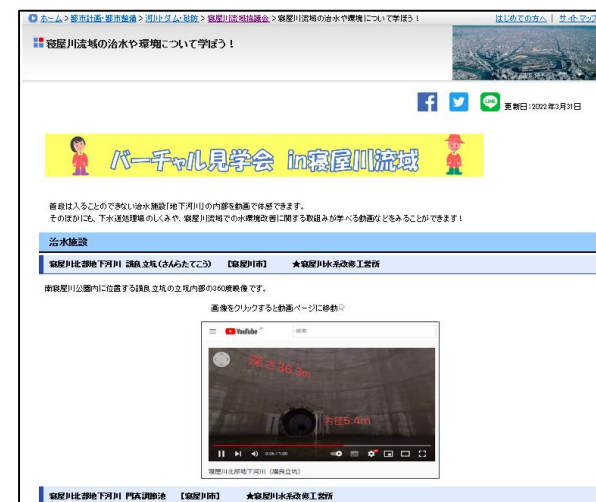 ホーム > 都市計画・都市整備 > 河川・ダム・砂防 > 寝屋川流域協議会 > 寝屋川流域の治水や環境について学ぼう！
はじめての方へ | サイトマップ
寝屋川流域の治水や環境について学ぼう！
更新日：2022年3月31日
バーチャル見学会 in寝屋川流域
普段は入ることのできない治水施設「地下河川」の内部を動画で体感できます。
そのほかにも、下水道処理場のしくみや、寝屋川流域での水環境改善に関する取組みが学べる動画などをみることができます！
治水施設
寝屋川北部地下河川 讃良立坑（さんらたてこう） 【寝屋川市】 ★寝屋川水系改修工営所
南寝屋川公園内に位置する讃良立坑の立坑内部の360度映像です。
画像をクリックすると動画ページに移動
YouTube
検索
深さ36.3m
内径5.4m
寝屋川北部地下河川（讃良立坑）
寝屋川北部地下河川 門真調節池 【寝屋川市】 ★寝屋川水系改修工営所